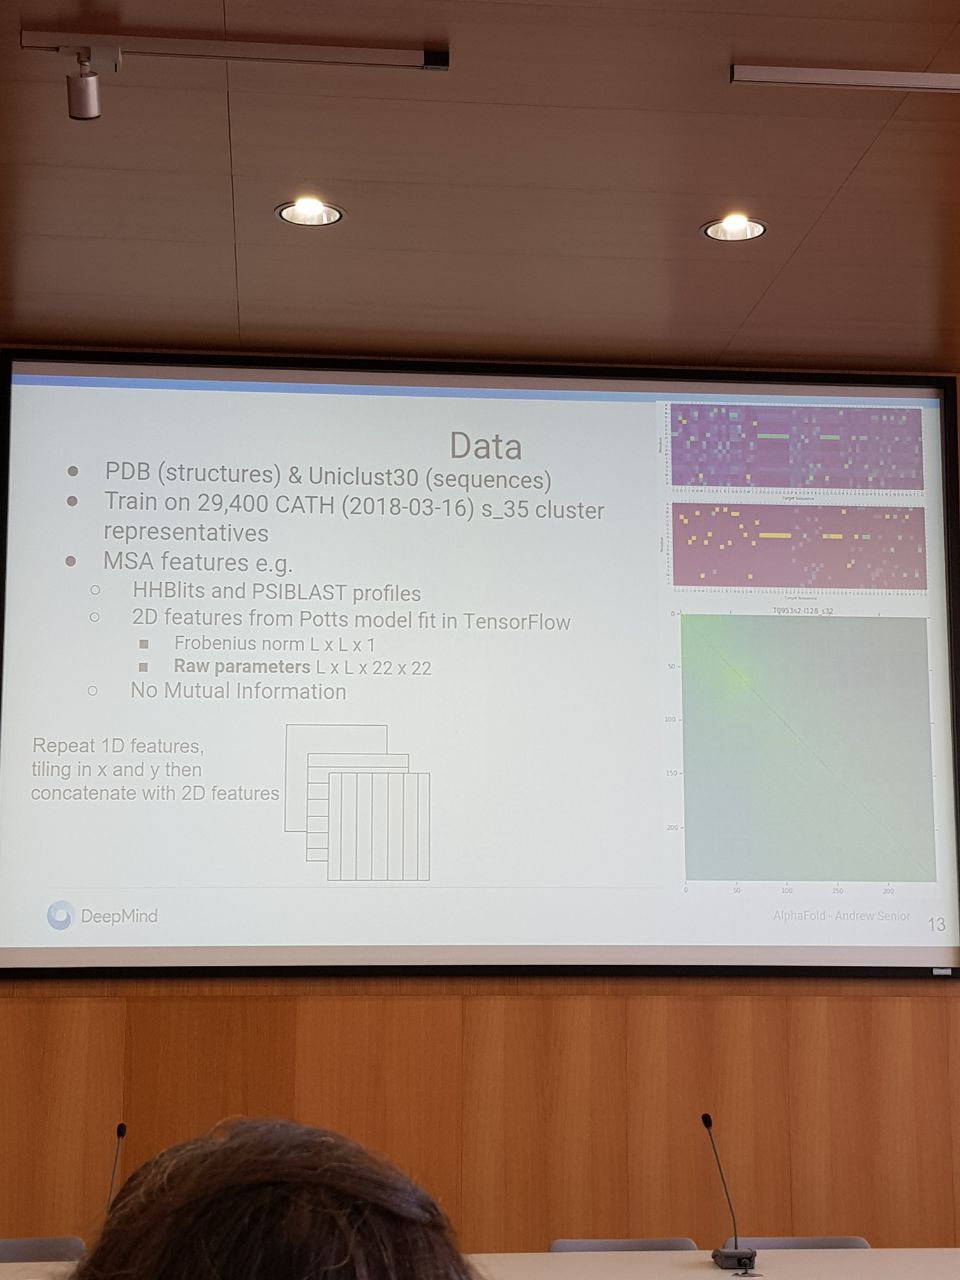 Data
PDB (structures) & Uniclust30 (sequences)
Train on 29,400 CATH (2018-03-16) s_35 cluster
representatives
MSA features e.g.
HHBlits and PSIBLAST profiles
2D features from Potts model fit in TensorFlow
Frobenius norm L x L x 1
Raw parameters L x L x 22 x 22
No Mutual Information
Repeat 1D features,
tiling in x and y then
concatenate with 2D features
Target Sequence
Target Sequence
0
50
100
150
200
0
50
100
150
200
DeepMind
AlphaFold - Andrew Senior
13